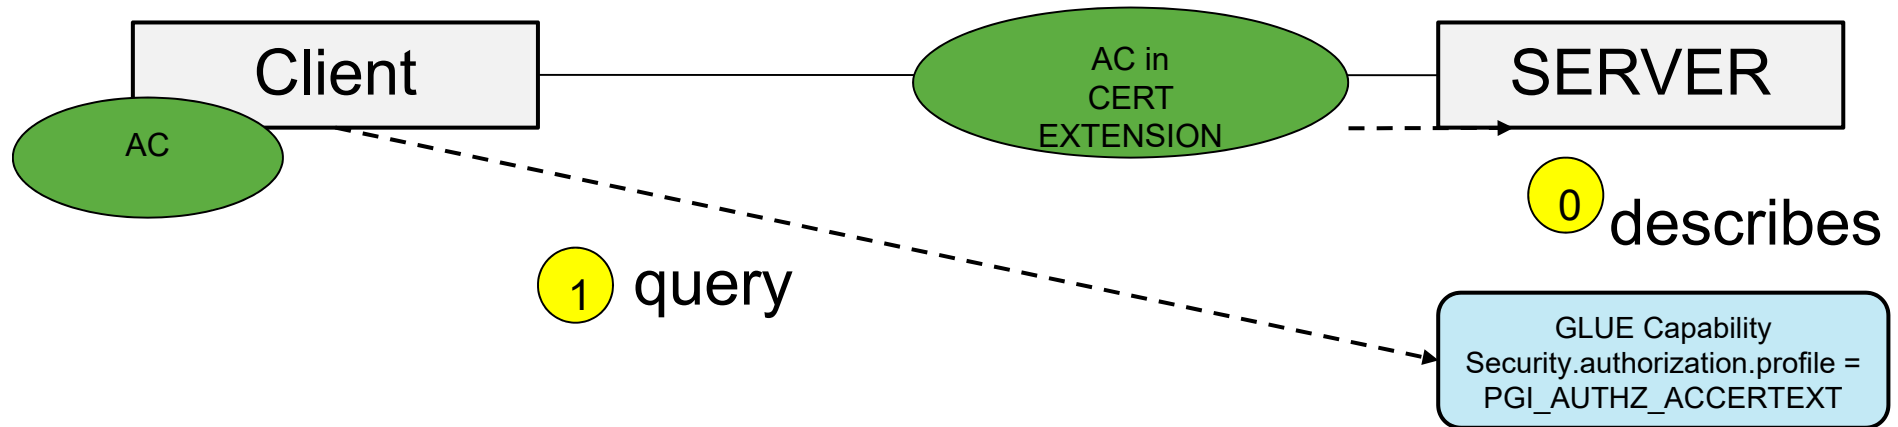 Client
AC in
CERT
EXTENSION
SERVER
AC
0
describes
1
query
GLUE Capability
Security.authorization.profile =
PGI_AUTHZ_ACCERTEXT